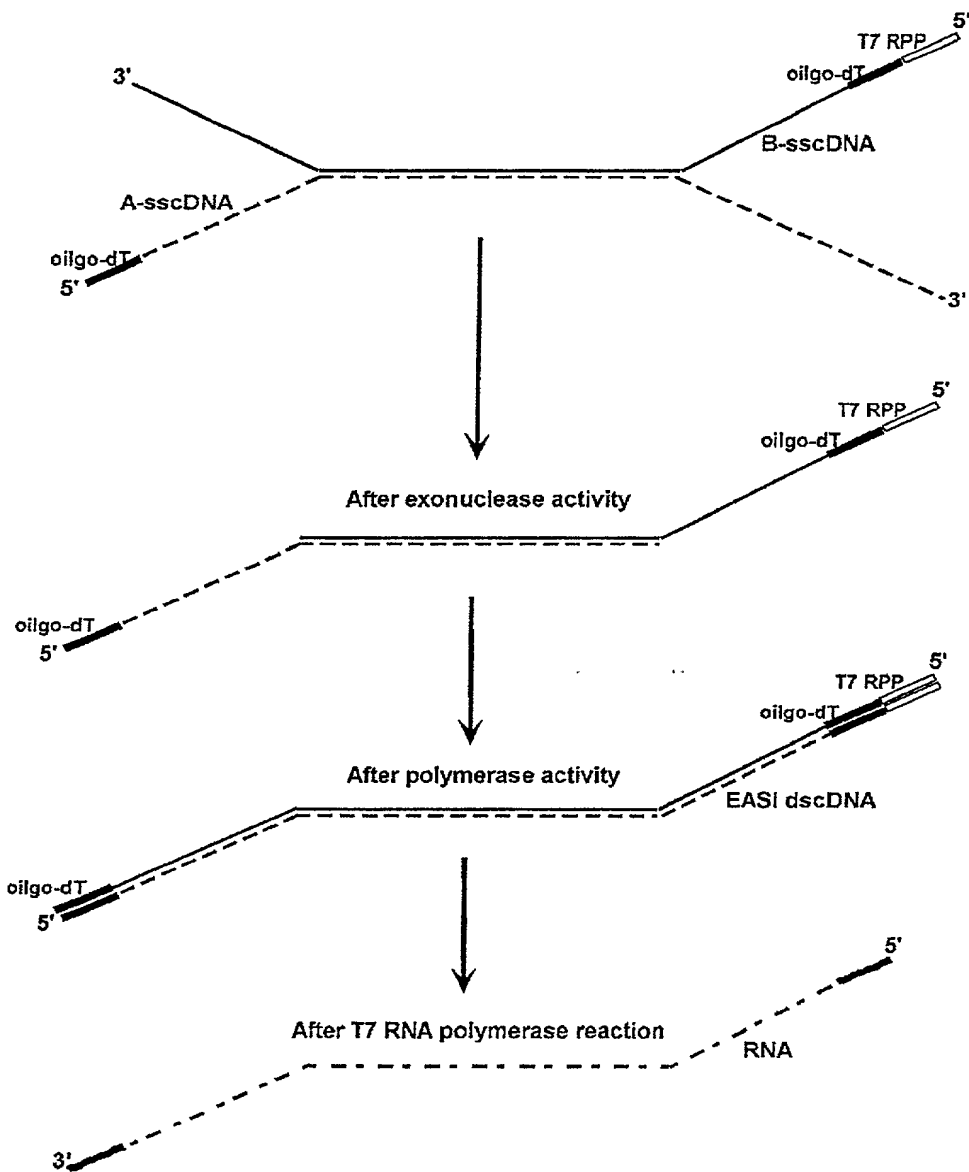 5'
T7 RPP
oilgo-dT
3'
B-sscDNA
A-sscDNA
oilgo-dT
5'
3'
5'
T7 RPP
oilgo-dT
After exonuclease activity
oilgo-dT
5'
5'
T7 RPP
oilgo-dT
After polymerase activity
EASI dscDNA
oilgo-dT
5'
5'
After T7 RNA polymerase reaction
RNA
3'